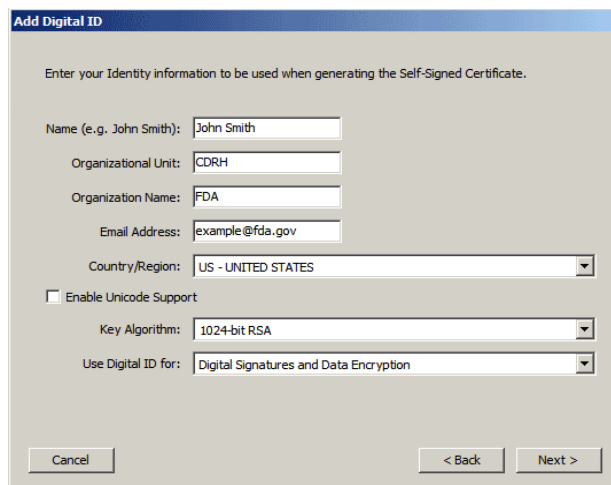 Add Digital ID
Enter your Identity information to be used when generating the Self-Signed Certificate.
Name (e.g. John Smith): John Smith
Organizational Unit: CDRH
Organization Name: FDA
Email Address: example@fda.gov
Country/Region: US - UNITED STATES
Enable Unicode Support
Key Algorithm: 1024-bit RSA
Use Digital ID for: Digital Signatures and Data Encryption
Cancel < Back Next >